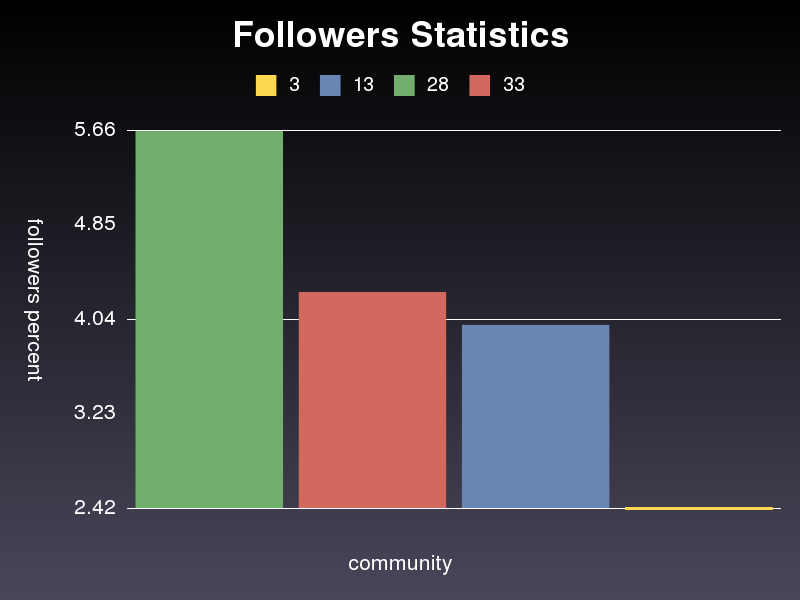 Followers Statistics
3 13 28 33
5.66
4.85
4.04
3.23
2.42
followers percent
community